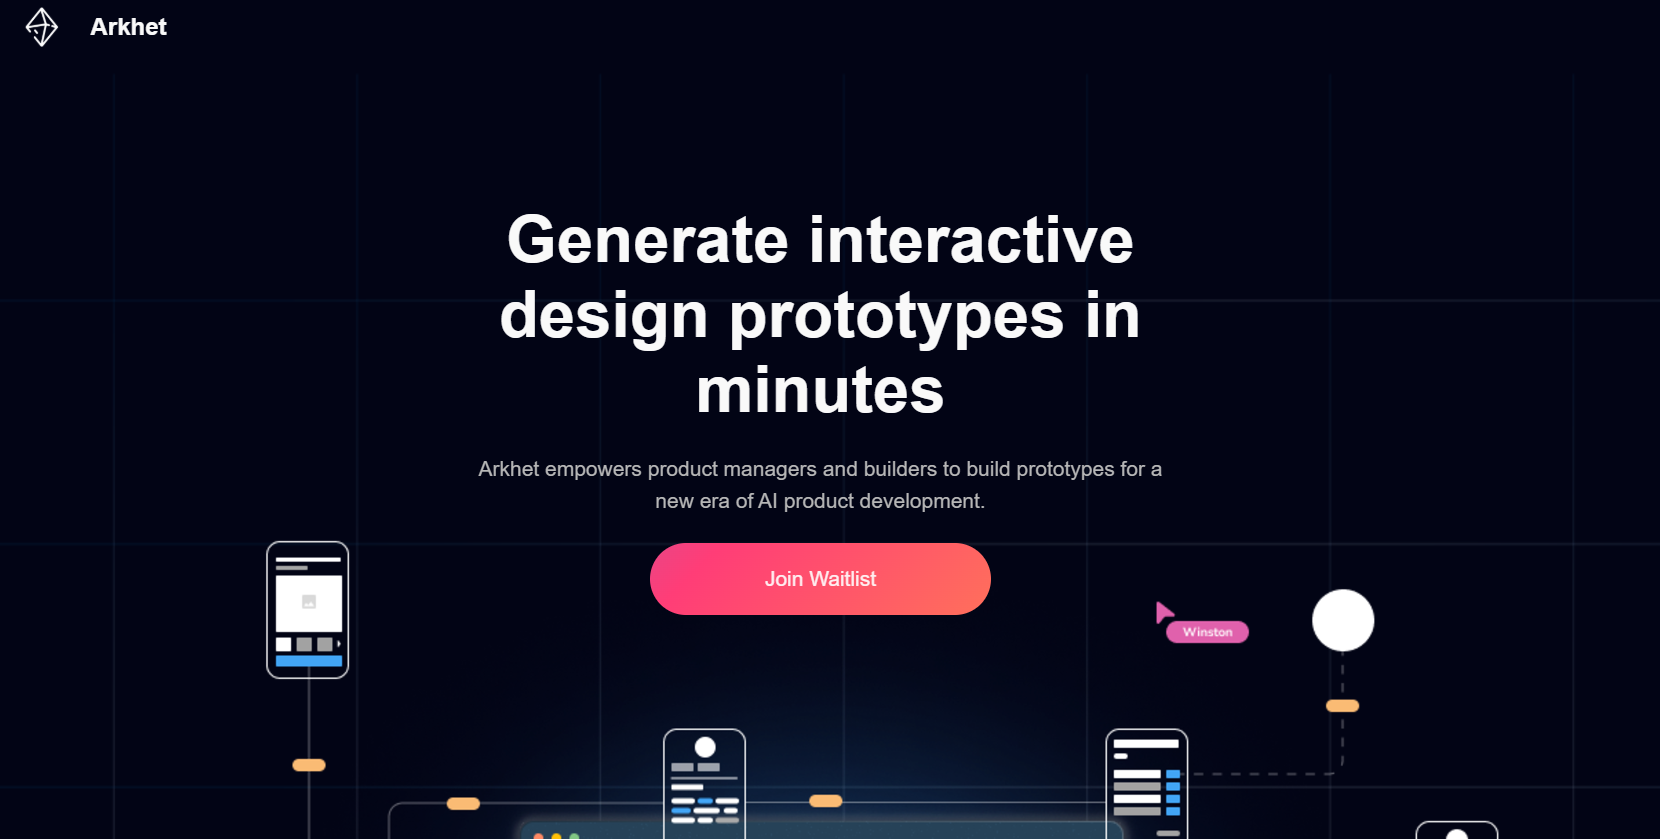 Arkhet
Generate interactive
design prototypes in
minutes
Arkhet empowers product managers and builders to build prototypes for a
new era of AI product development.
Join Waitlist
Winston